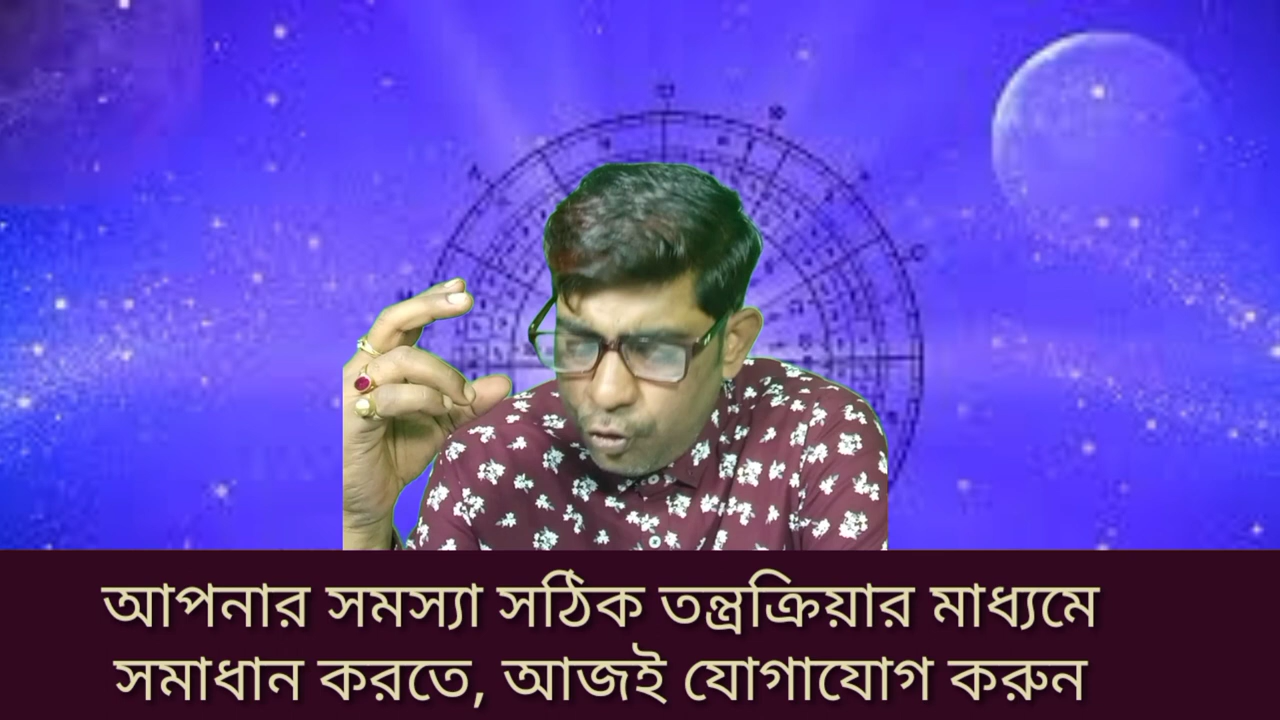 আপনার সমস্যা সঠিক তন্ত্রক্রিয়ার মাধ্যমে
সমাধান করতে, আজই যোগাযোগ করুন